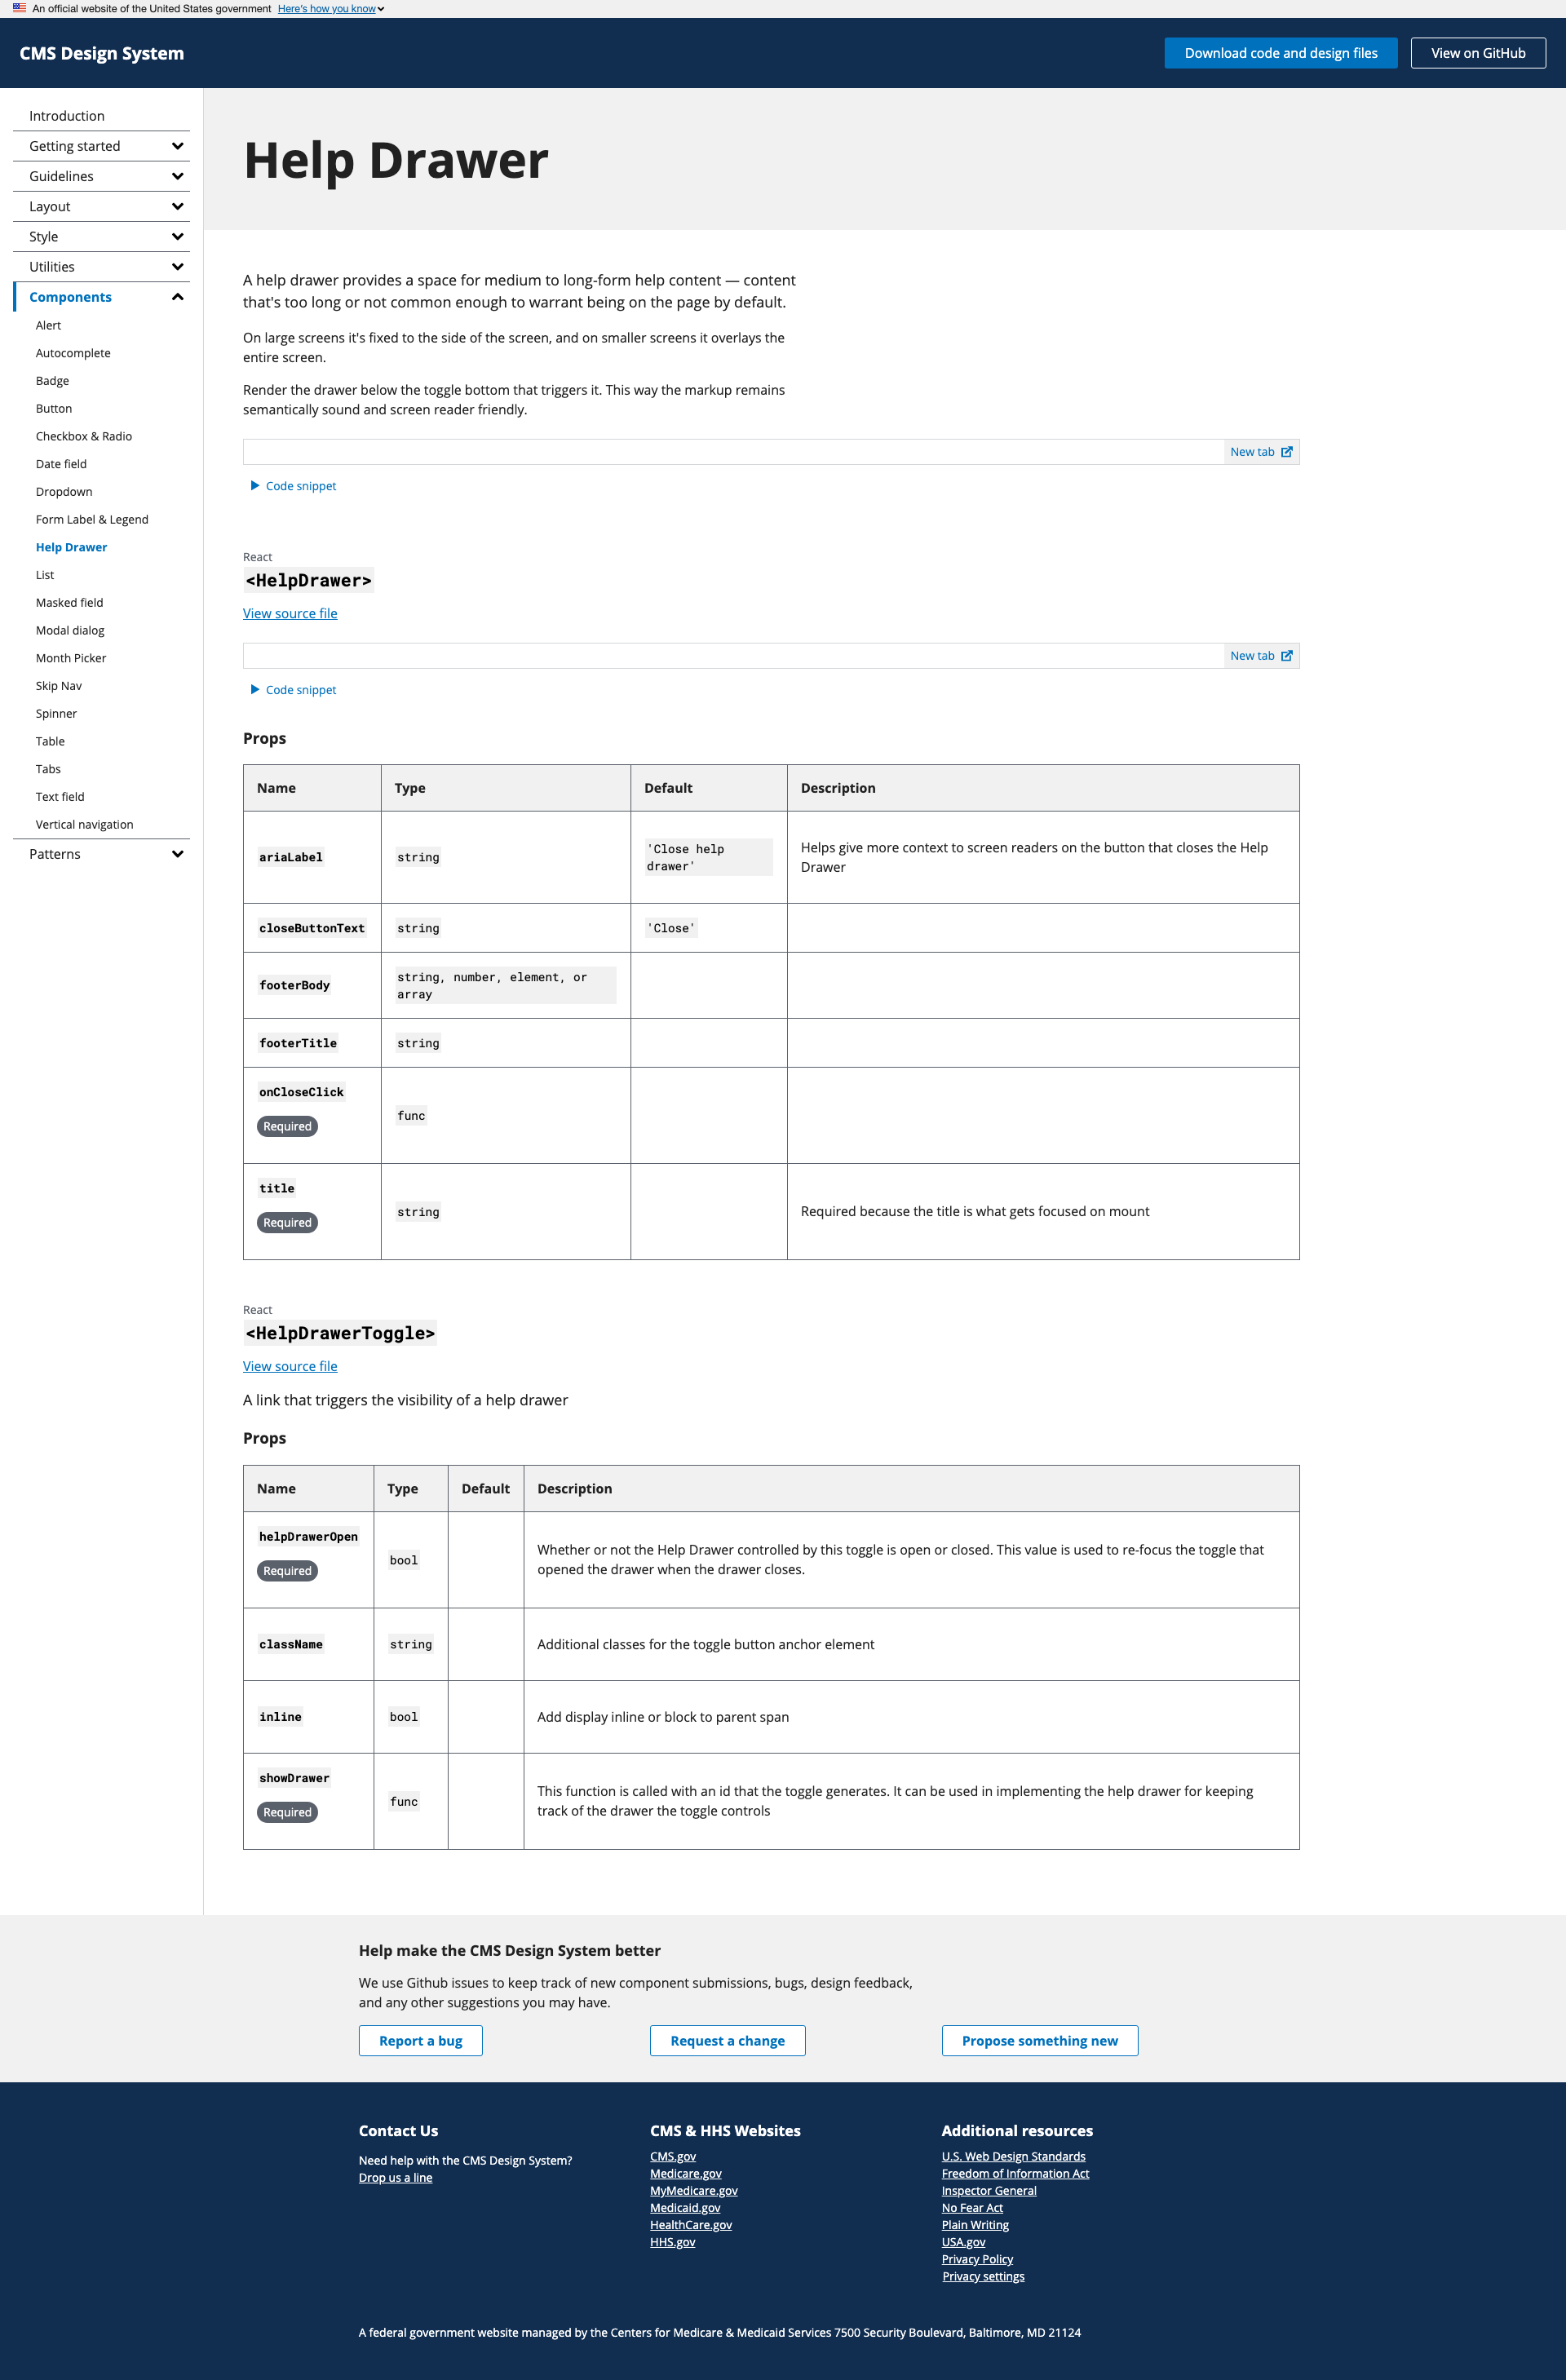 An official website of the United States government Here's how you know
CMS Design System
Download code and design files
View on GitHub
Introduction
Getting started
Guidelines
Layout
Style
Utilities
Components
Alert
Autocomplete
Badge
Button
Checkbox & Radio
Date field
Dropdown
Form Label & Legend
Help Drawer
List
Masked field
Modal dialog
Month Picker
Skip Nav
Spinner
Table
Tabs
Text field
Vertical navigation
Patterns
Help Drawer
A help drawer provides a space for medium to long-form help content — content
that's too long or not common enough to warrant being on the page by default.
On large screens it's fixed to the side of the screen, and on smaller screens it overlays the
entire screen.
Render the drawer below the toggle bottom that triggers it. This way the markup remains
semantically sound and screen reader friendly.
New tab
Code snippet
React
<HelpDrawer>
View source file
New tab
Code snippet
Props
Name Type Default Description
ariaLabel string 'Close help
drawer'
Helps give more context to screen readers on the button that closes the Help
Drawer
closeButtonText string 'Close'
footerBody string, number, element, or
array
footerTitle string
onCloseClick
Required
func
title
Required
string
Required because the title is what gets focused on mount
React
<HelpDrawerToggle>
View source file
A link that triggers the visibility of a help drawer
Props
Name Type Default Description
helpDrawerOpen
Required
bool
Whether or not the Help Drawer controlled by this toggle is open or closed. This value is used to re-focus the toggle that
opened the drawer when the drawer closes.
className string Additional classes for the toggle button anchor element
inline bool Add display inline or block to parent span
showDrawer
Required
func
This function is called with an id that the toggle generates. It can be used in implementing the help drawer for keeping
track of the drawer the toggle controls
Help make the CMS Design System better
We use Github issues to keep track of new component submissions, bugs, design feedback,
and any other suggestions you may have.
Report a bug
Request a change
Propose something new
Contact Us
Need help with the CMS Design System?
Drop us a line
CMS & HHS Websites
CMS.gov
Medicare.gov
MyMedicare.gov
Medicaid.gov
HealthCare.gov
HHS.gov
Additional resources
U.S. Web Design Standards
Freedom of Information Act
Inspector General
No Fear Act
Plain Writing
USA.gov
Privacy Policy
Privacy settings
A federal government website managed by the Centers for Medicare & Medicaid Services 7500 Security Boulevard, Baltimore, MD 21124